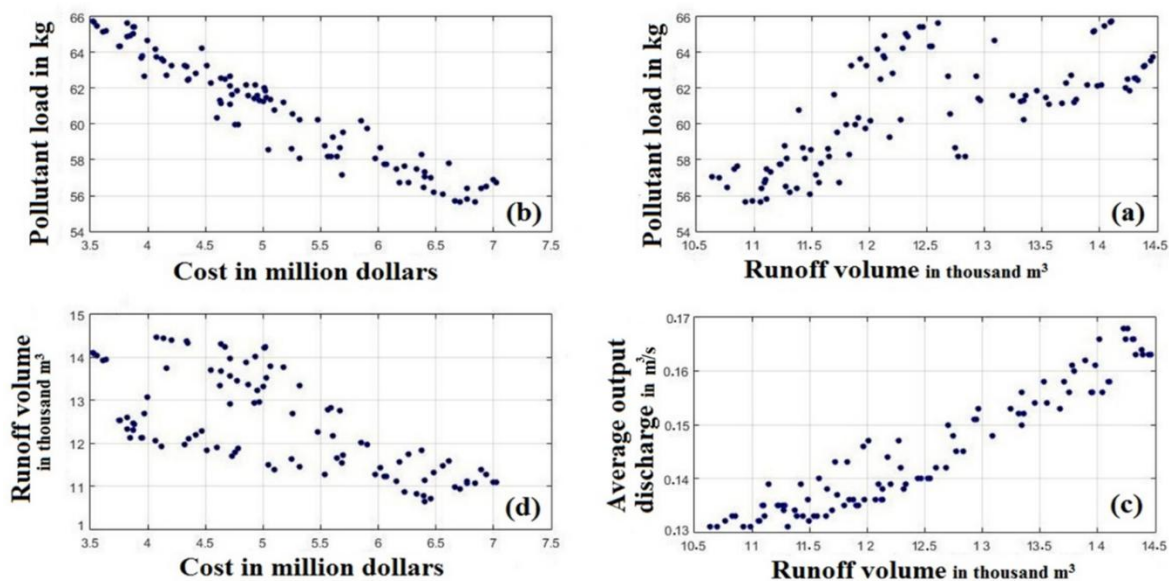 Pollutant load in kg
66
64
62
60
58
56
54
(b)
3.5 4 4.5 5 5.5 6 6.5 7 7.5
Cost in million dollars
Pollutant load in kg
66
64
62
60
58
56
54
(a)
10.5 11 11.5 12 12.5 13 13.5 14 14.5
Runoff volume in thousand m³
Runoff volume
in thousand m³
15
14
13
12
11
1
(d)
3.5 4 4.5 5 5.5 6 6.5 7 7.5
Cost in million dollars
Average output
discharge in m³/s
0.17
0.16
0.15
0.14
0.13
(c)
10.5 11 11.5 12 12.5 13 13.5 14 14.5
Runoff volume in thousand m³